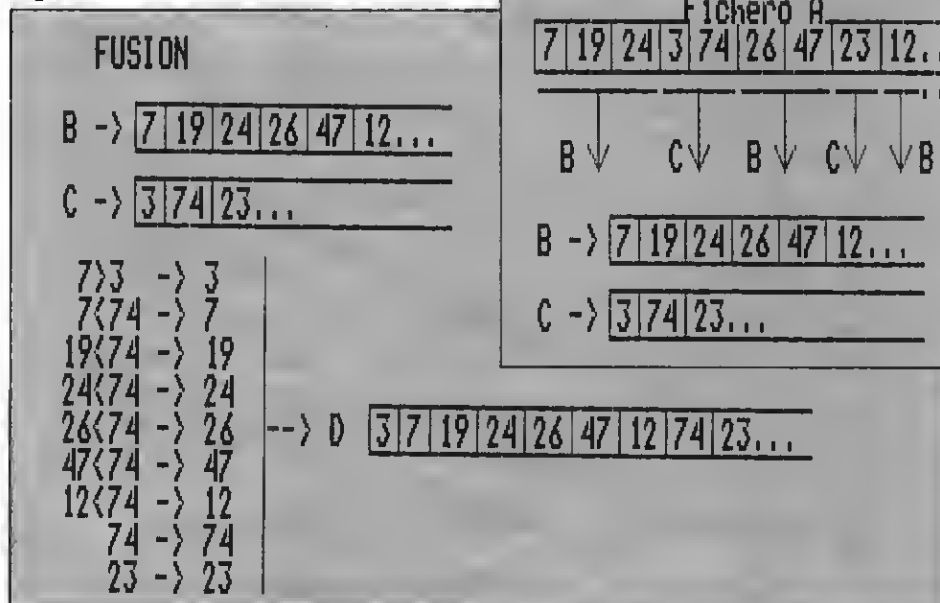 FUSION
B -> 7 19 24 26 47 12...
C -> 3 74 23...
7>3 -> 3
7<74 -> 7
19<74 -> 19
24<74 -> 24
26<74 -> 26
47<74 -> 47
12<74 -> 12
74 -> 74
23 -> 23
--> D 3 7 19 24 26 47 12 74 23...
Fichero A
7 19 24 3 74 26 47 23 12...
B C B C B
B -> 7 19 24 26 47 12...
C -> 3 74 23...